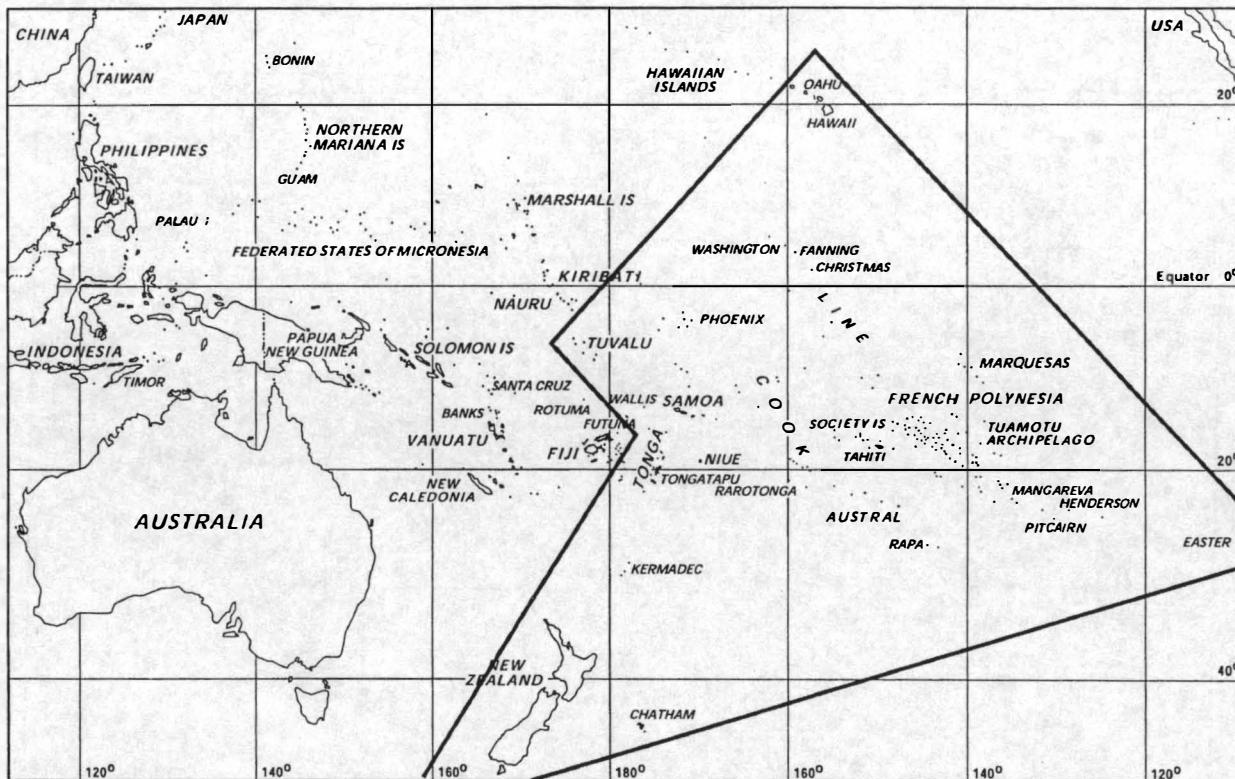 JAPAN
CHINA
USA
BONIN
TAIWAN
HAWAIIAN
ISLANDS
OAHU
20°
HAWAII
NORTHERN
MARIANA IS
PHILIPPINES
GUAM
MARSHALL IS
PALAU
FEDERATED STATES OF MICRONESIA
WASHINGTON
FANNING
CHRISTMAS
KIRIBATI
Equator 0°
NAURU
LINE
PHOENIX
PAPUA
NEW GUINEA
SOLOMON IS
TUVALU
INDONESIA
TIMOR
MARQUESAS
SANTA CRUZ
WALLIS
SAMOA
COOK
FRENCH POLYNESIA
ROTUMA
BANKS
FUTUNA
SOCIETY IS
TUAMOTU
ARCHIPELAGO
VANUATU
FIJI
TONGA
NIUE
TAHITI
20°
NEW
CALEDONIA
TONGATAPU
RAROTONGA
MANGAREVA
HENDERSON
AUSTRALIA
AUSTRAL
PITCAIRN
RAPA
EASTER
KERMADEC
NEW
ZEALAND
40°
CHATHAM
120°
140°
160°
180°
160°
140°
120°